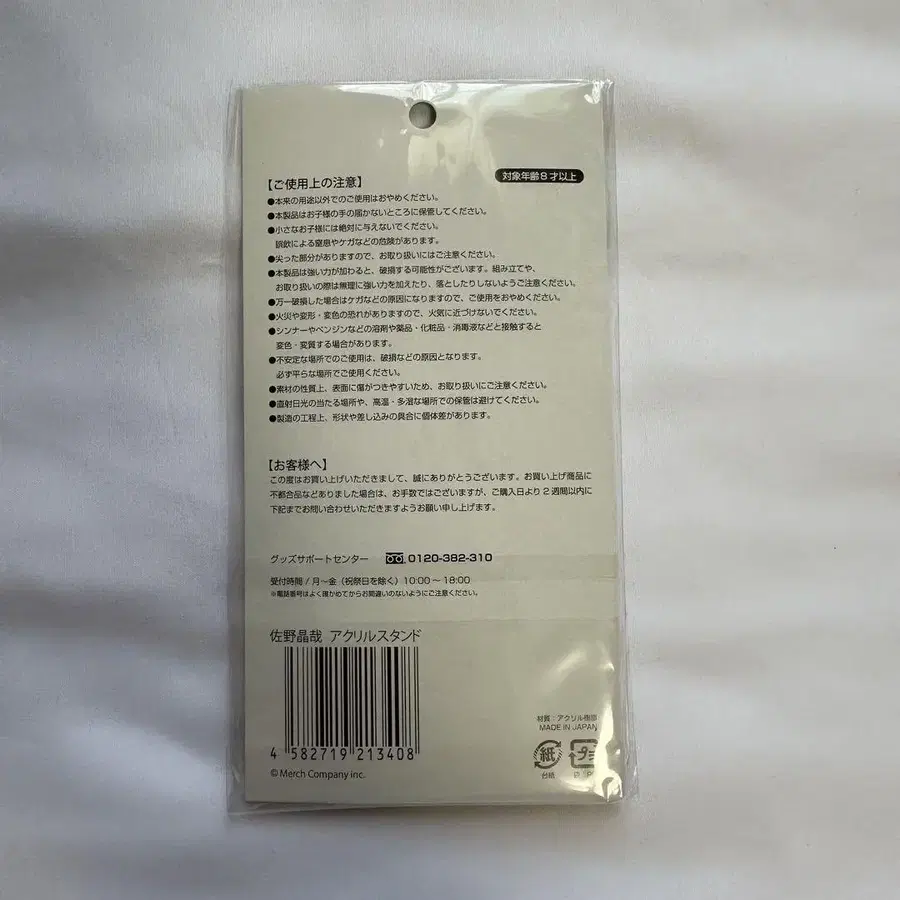 対象年齢8才以上
【ご使用上の注意】
●本来の用途以外でのご使用はおやめください。
●本製品はお子様の手の届かないところに保管してください。
●小さなお子様には絶対に与えないでください。
誤飲による窒息やケガなどの危険があります。
●尖った部分がありますので、お取り扱いにはご注意ください。
●本製品は強い力が加わると、破損する可能性がございます。組み立てや、
お取り扱いの際は無理に強い力を加えたり、落としたりしないようご注意ください。
●万一破損した場合はケガなどの原因になりますので、ご使用をおやめください。
●火災や変形・変色の恐れがありますので、火気に近づけないでください。
●シンナーやベンジンなどの溶剤や薬品・化粧品・消毒液などと接触すると
変色・変質する場合があります。
●不安定な場所でのご使用は、破損などの原因となります。
必ず平らな場所でご使用ください。
●素材の性質上、表面に傷がつきやすいため、お取り扱いにご注意ください。
●直射日光の当たる場所や、高温・多湿な場所での保管は避けてください。
●製造の工程上、形状や差し込みの具合に個体差があります。
【お客様へ】
この度はお買い上げいただきまして、誠にありがとうございます。お買い上げ商品に
不都合品などありました場合は、お手数ではございますが、ご購入日より2週間以内に
下記までお問い合わせいただきますようお願い申し上げます。
グッズサポートセンター 0120-382-310
受付時間/月～金（祝祭日を除く）10:00～18:00
※電話番号はよく確かめてからお間違いのないようにご注意ください。
佐野晶哉 アクリルスタンド
4 582719 213408
© Merch Company inc.
材質：アクリル樹脂
MADE IN JAPAN
紙
プラ
台紙